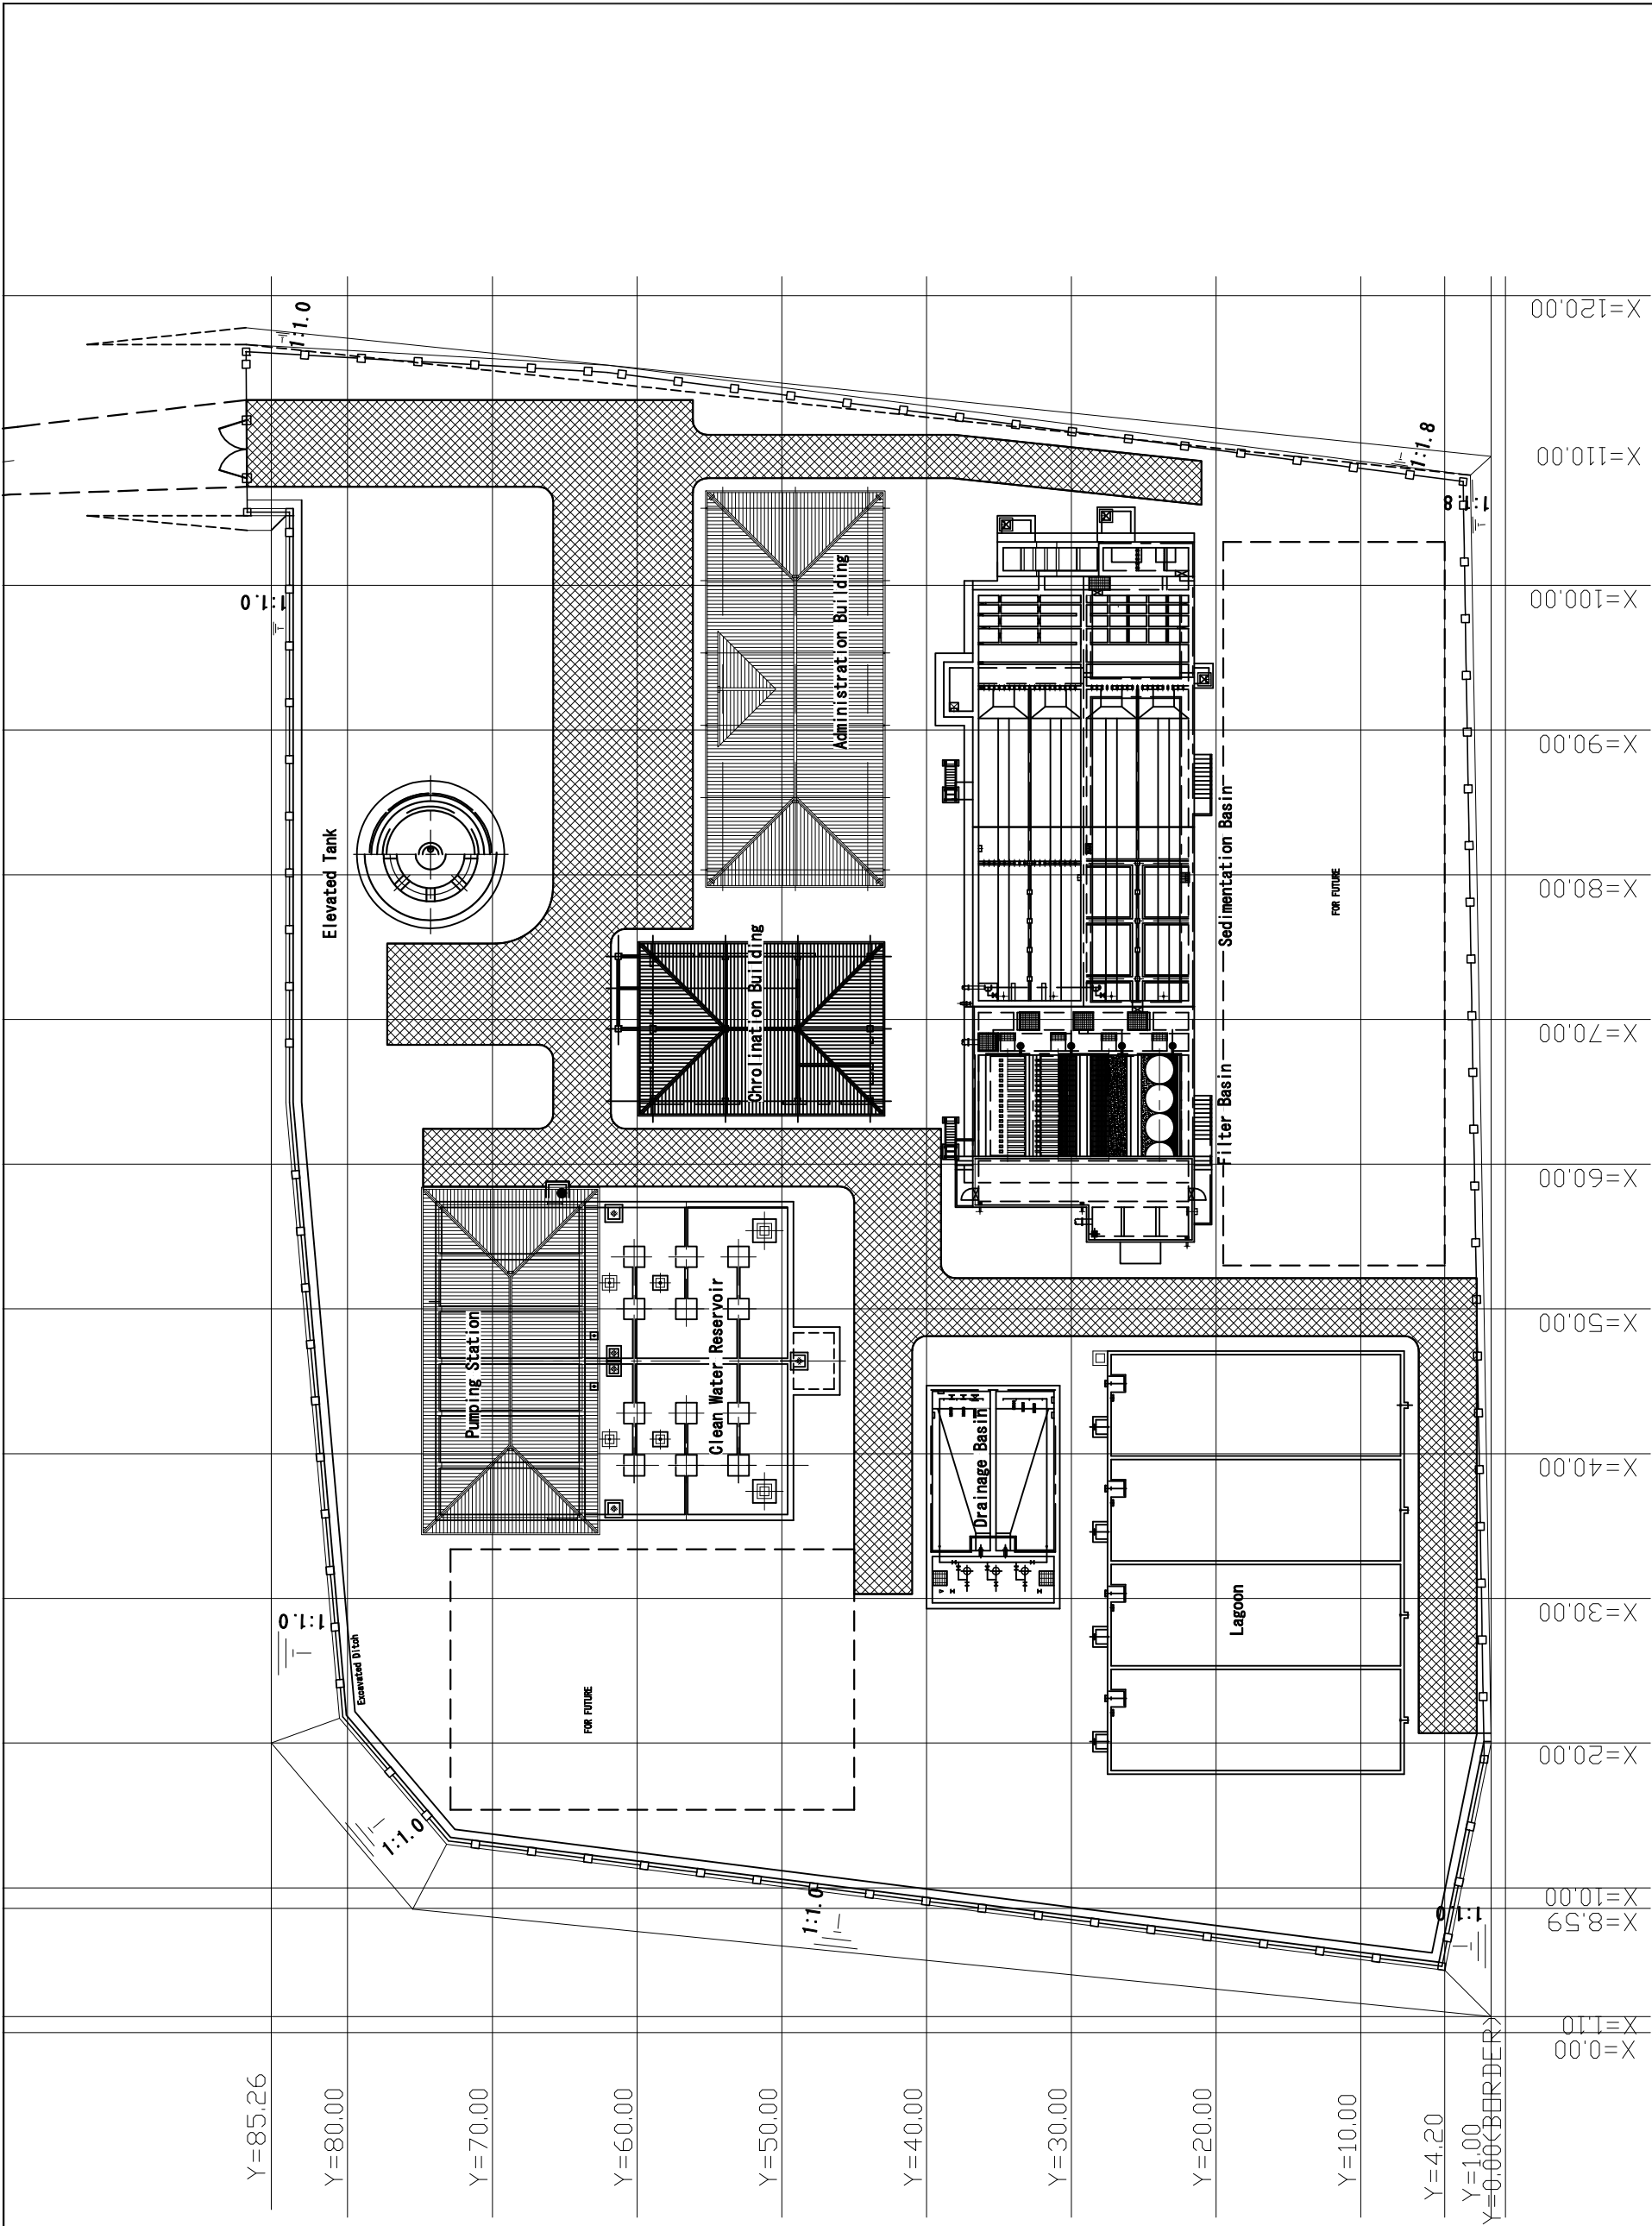 X=120.00
1:1.0
1:1.8
X=110.00
1:1.8
Administration Building
1:1.0
X=100.00
X=90.00
Elevated Tank
Sedimentation Basin
FOR FUTURE
X=80.00
Chrolination Building
X=70.00
Filter Basin
X=60.00
Pumping Station
Clean Water Reservoir
X=50.00
Drainage Basin
X=40.00
Lagoon
1:1.0
X=30.00
Excavated Ditch
FOR FUTURE
X=20.00
1:1.0
1:1.0
1:1.0
X=10.00
X=8.59
X=1.10
X=0.00
Y=85.26
Y=80.00
Y=70.00
Y=60.00
Y=50.00
Y=40.00
Y=30.00
Y=20.00
Y=10.00
Y=4.20
Y=1.00
Y=0.00(BORDER)